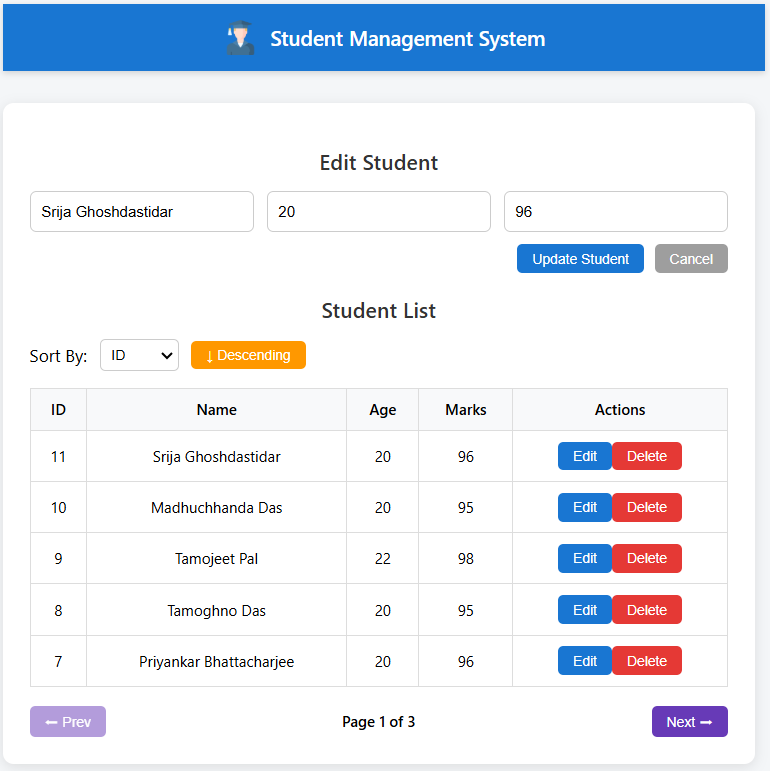 Student Management System
Edit Student
Srija Ghoshdastidar 20 96
Update Student Cancel
Student List
Sort By: ID ↓ Descending
ID Name Age Marks Actions
11 Srija Ghoshdastidar 20 96 Edit Delete
10 Madhuchhanda Das 20 95 Edit Delete
9 Tamojeet Pal 22 98 Edit Delete
8 Tamoghno Das 20 95 Edit Delete
7 Priyankar Bhattacharjee 20 96 Edit Delete
← Prev Page 1 of 3 Next →